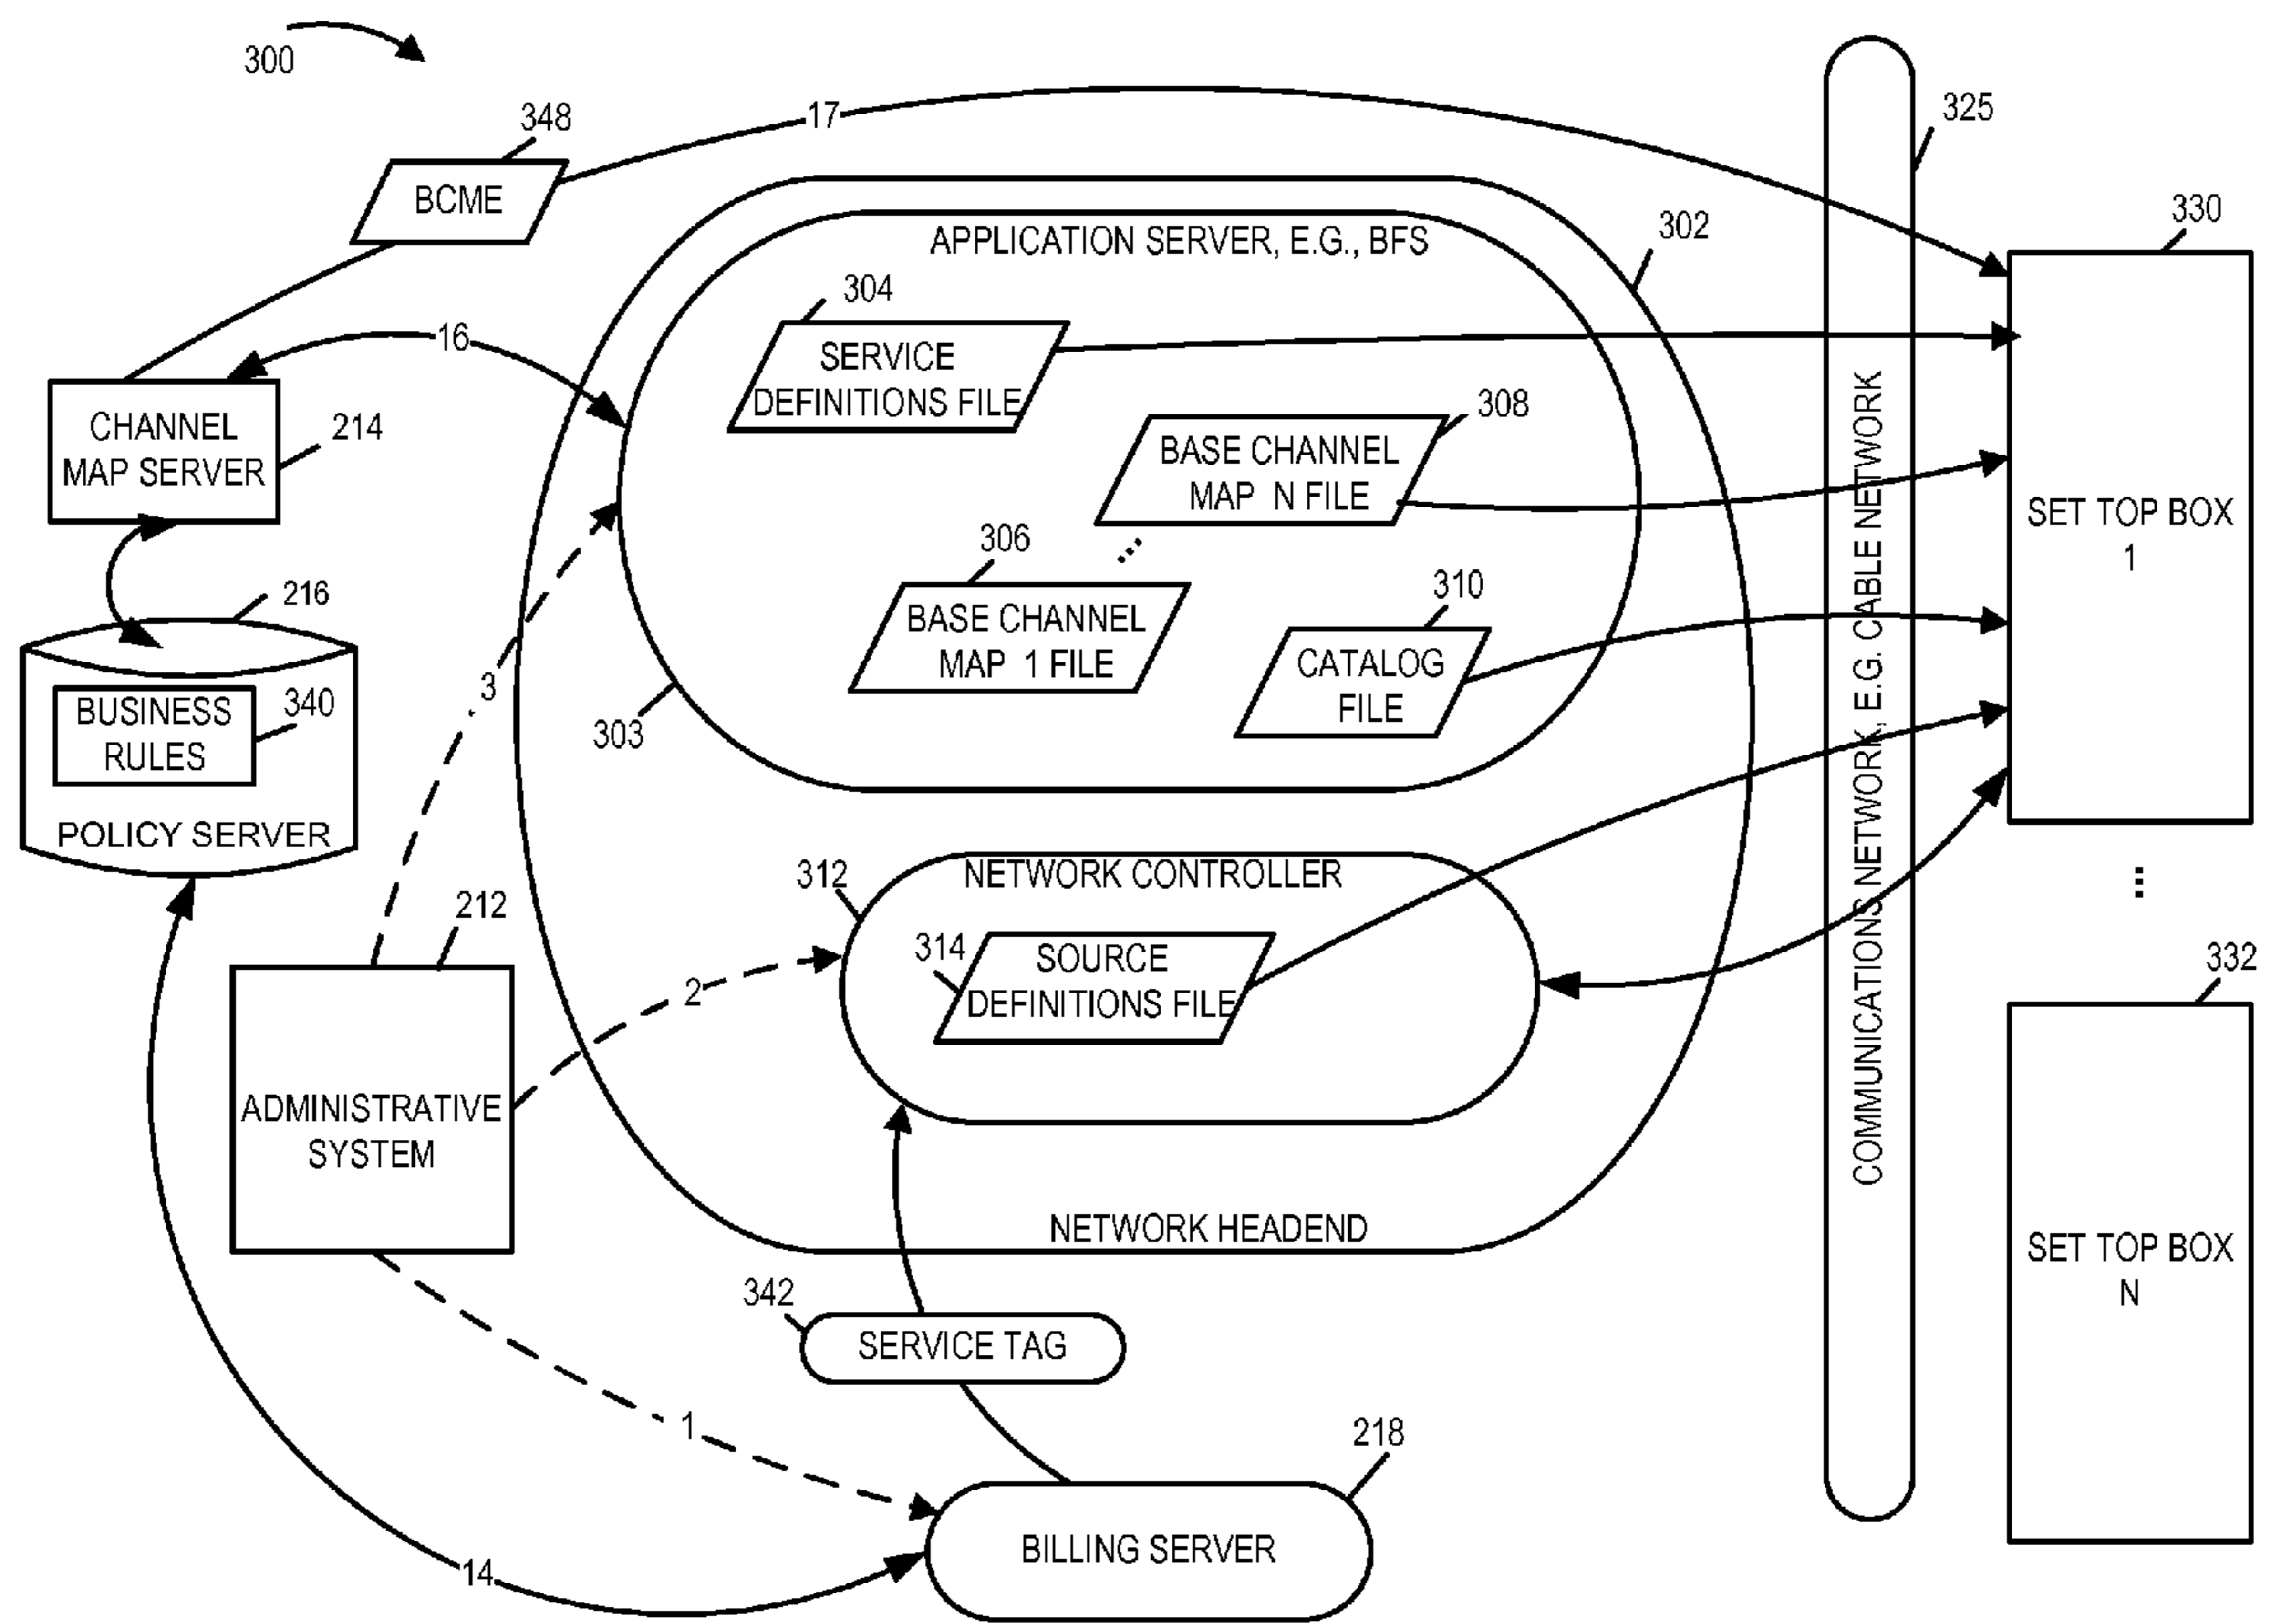 300
348
17
325
BCME
330
302
APPLICATION SERVER, E.G., BFS
304
16
SERVICE
DEFINITIONS FILE
308
CHANNEL
MAP SERVER
214
BASE CHANNEL
MAP N FILE
SET TOP BOX
1
306
...
310
216
BASE CHANNEL
MAP 1 FILE
CATALOG
FILE
3
BUSINESS
RULES
340
303
POLICY SERVER
COMMUNICATIONS NETWORK, E.G. CABLE NETWORK
312
NETWORK CONTROLLER
...
212
314
SOURCE
DEFINITIONS FILE
2
332
ADMINISTRATIVE
SYSTEM
NETWORK HEADEND
SET TOP BOX
N
342
SERVICE TAG
1
218
BILLING SERVER
14